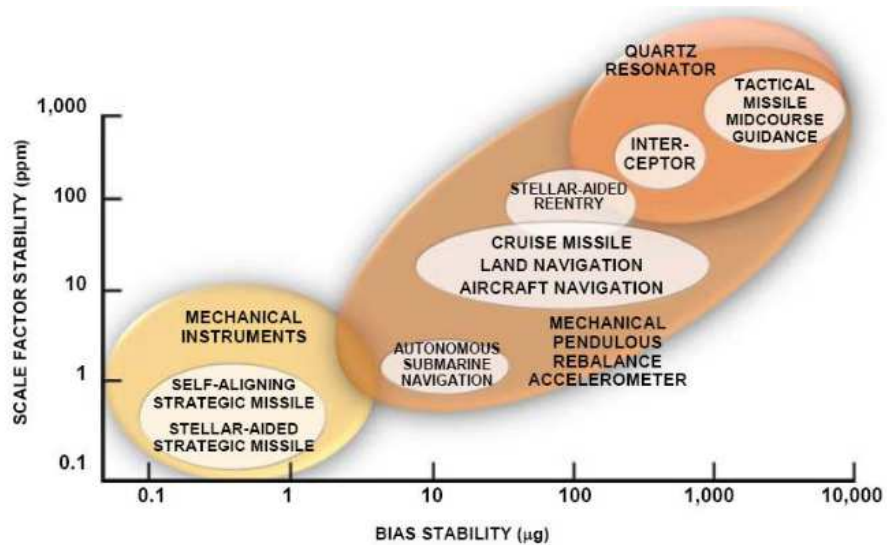 QUARTZ
RESONATOR
TACTICAL
MISSILE
MIDCOURSE
GUIDANCE
INTER-
CEPTOR
STELLAR-AIDED
REENTRY
CRUISE MISSILE
LAND NAVIGATION
AIRCRAFT NAVIGATION
MECHANICAL
PENDULOUS
REBALANCE
ACCELEROMETER
AUTONOMOUS
SUBMARINE
NAVIGATION
MECHANICAL
INSTRUMENTS
SELF-ALIGNING
STRATEGIC MISSILE
STELLAR-AIDED
STRATEGIC MISSILE
SCALE FACTOR STABILITY (ppm)
1,000
100
10
1
0.1
0.1
1
10
100
1,000
10,000
BIAS STABILITY (µg)